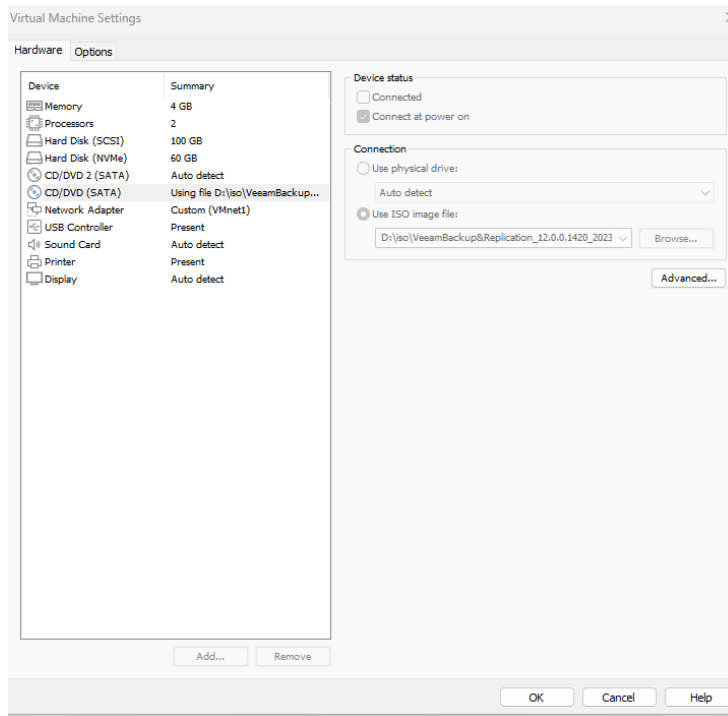 Virtual Machine Settings
Hardware Options
Device Summary
Memory 4 GB
Processors 2
Hard Disk (SCSI) 100 GB
Hard Disk (NVMe) 60 GB
CD/DVD 2 (SATA) Auto detect
CD/DVD (SATA) Using file D:\iso\VeeamBackup...
Network Adapter Custom (VMnet1)
USB Controller Present
Sound Card Auto detect
Printer Present
Display Auto detect
Add... Remove
Device status
Connected
Connect at power on
Connection
Use physical drive:
Auto detect
Use ISO image file:
D:\iso\VeeamBackup&Replication_12.0.0.1420_2023 Browse...
Advanced...
OK Cancel Help